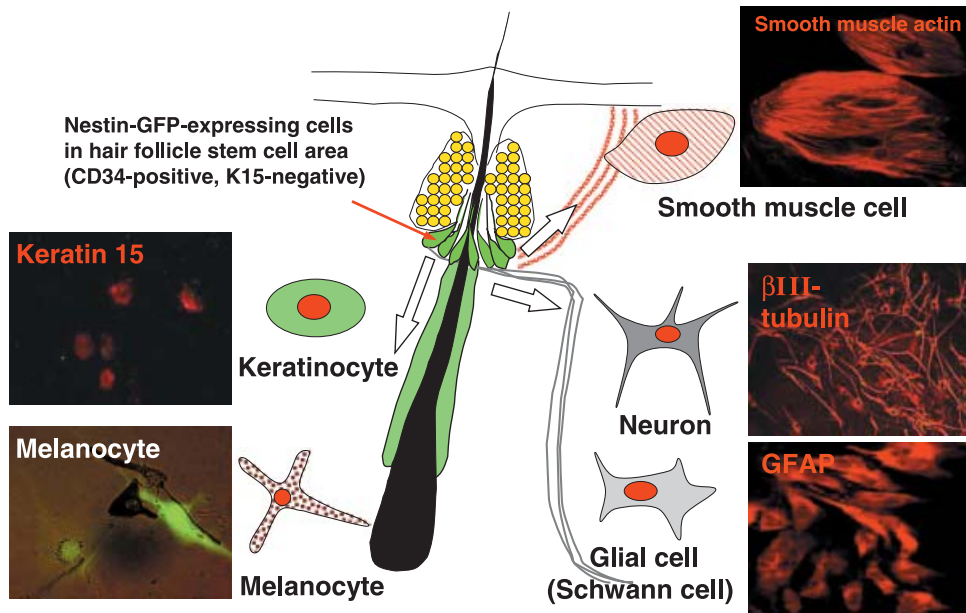 Smooth muscle actin
Nestin-GFP-expressing cells
in hair follicle stem cell area
(CD34-positive, K15-negative)
Smooth muscle cell
Keratin 15
Keratinocyte
βIII-
tubulin
Neuron
Melanocyte
GFAP
Melanocyte
Glial cell
(Schwann cell)